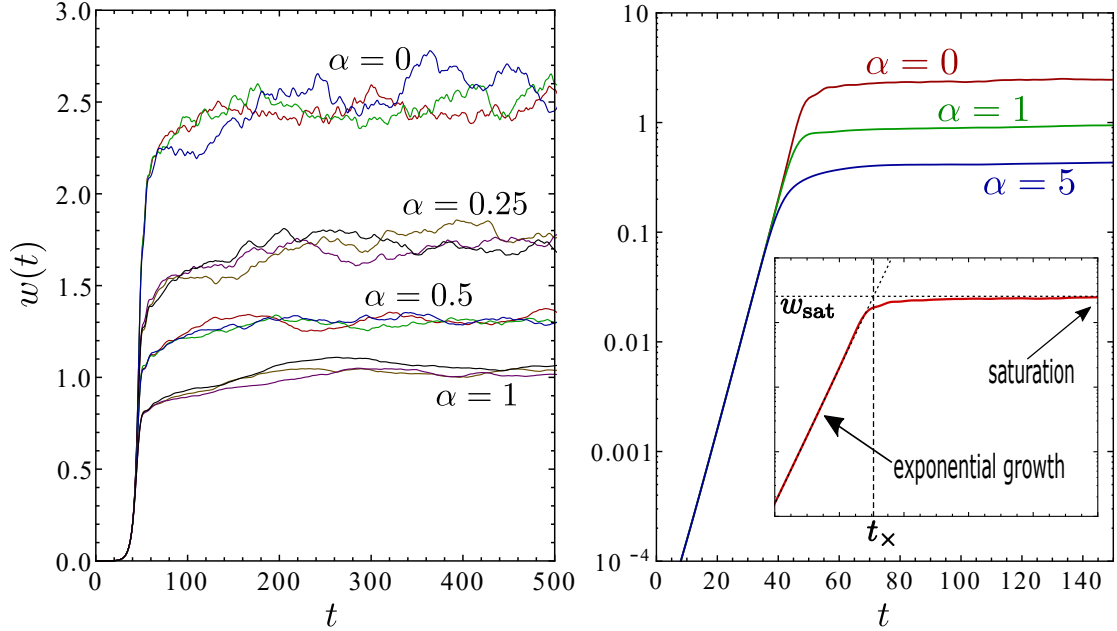 3.0
2.5
2.0
1.5
1.0
0.5
0.0
w(t)
α = 0
α = 0.25
α = 0.5
α = 1
0 100 200 300 400 500
t
10
1
0.1
0.01
0.001
10⁻⁴
α = 0
α = 1
α = 5
w_sat
saturation
exponential growth
t_×
0 20 40 60 80 100 120 140
t